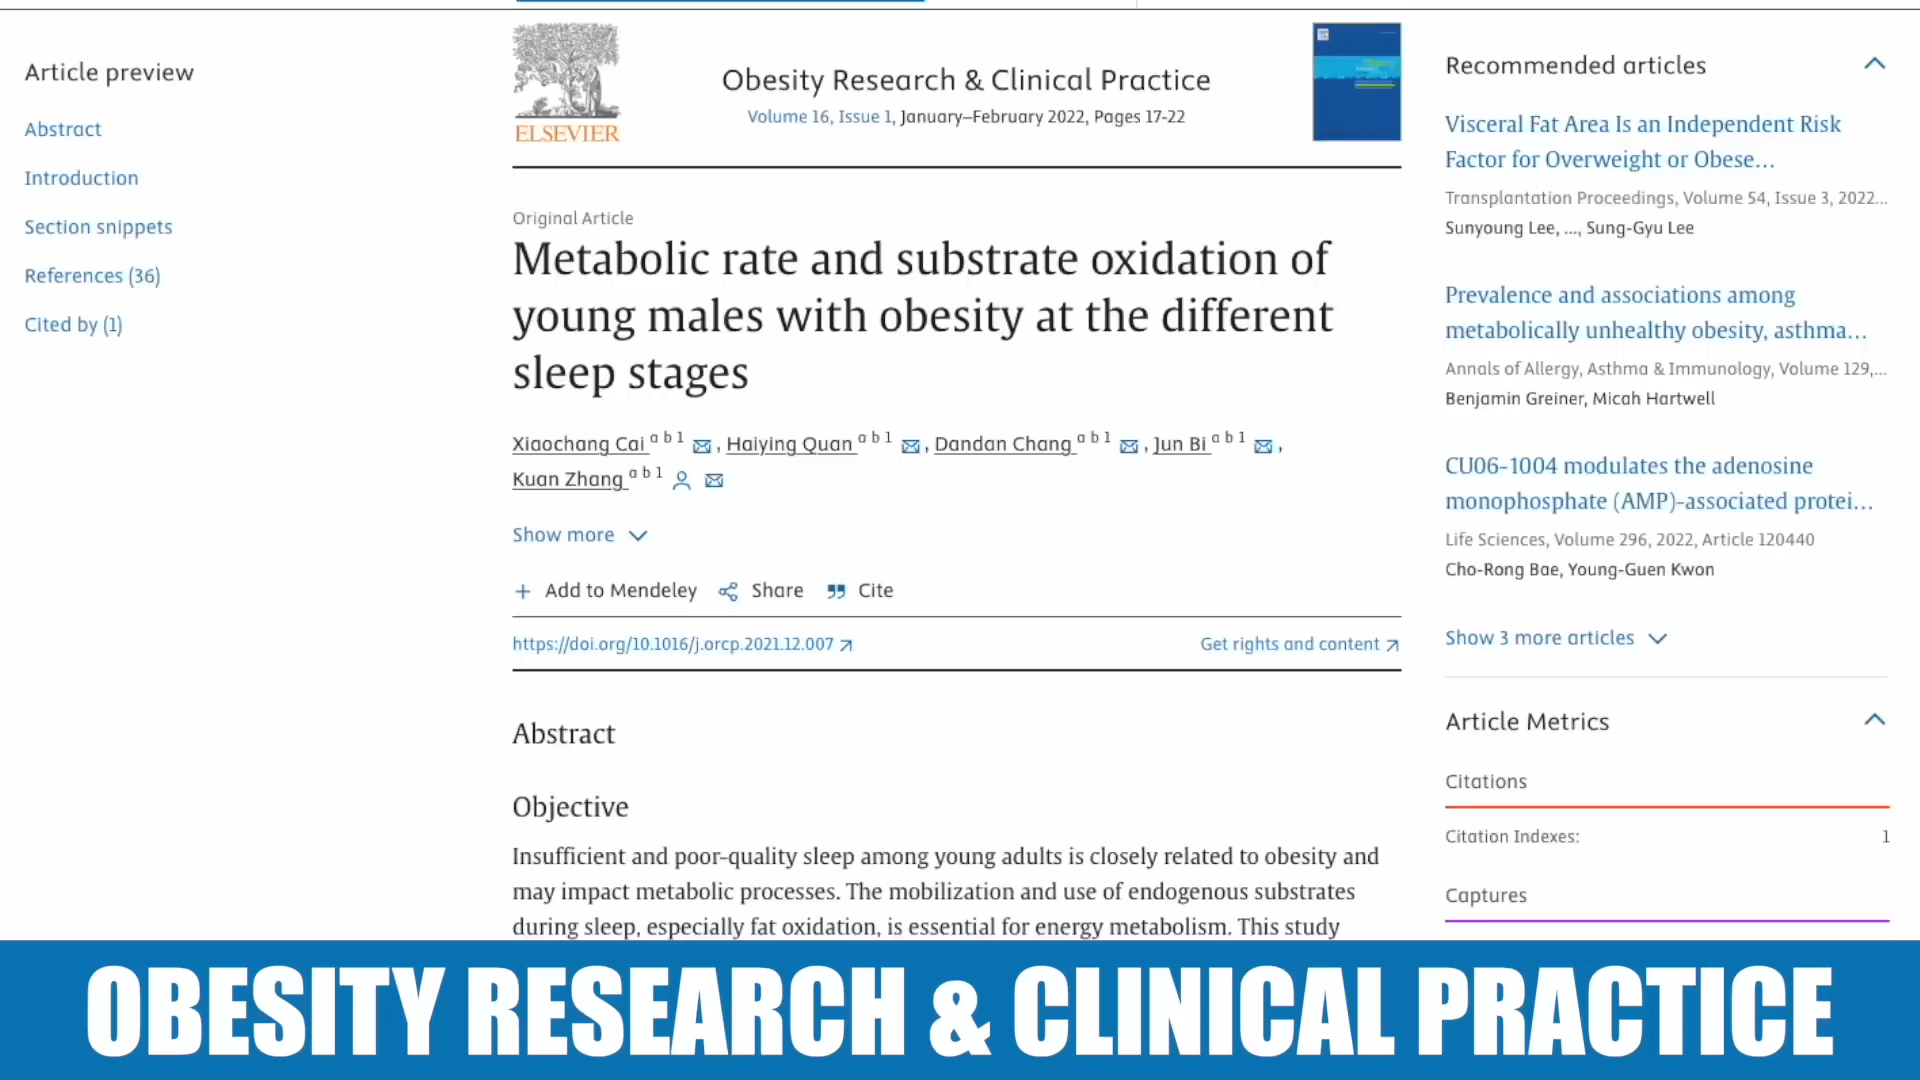 Article preview
Abstract
Introduction
Section snippets
References (36)
Cited by (1)
ELSEVIER
Obesity Research & Clinical Practice
Volume 16, Issue 1, January–February 2022, Pages 17-22
Original Article
Metabolic rate and substrate oxidation of
young males with obesity at the different
sleep stages
Xiaochang Cai a b 1, Haiying Quan a b 1, Dandan Chang a b 1, Jun Bi a b 1,
Kuan Zhang a b 1
Show more
+ Add to Mendeley Share Cite
https://doi.org/10.1016/j.orcp.2021.12.007 Get rights and content
Abstract
Objective
Insufficient and poor-quality sleep among young adults is closely related to obesity and
may impact metabolic processes. The mobilization and use of endogenous substrates
during sleep, especially fat oxidation, is essential for energy metabolism. This study
Recommended articles
Visceral Fat Area Is an Independent Risk
Factor for Overweight or Obese...
Transplantation Proceedings, Volume 54, Issue 3, 2022...
Sunyoung Lee, ..., Sung-Gyu Lee
Prevalence and associations among
metabolically unhealthy obesity, asthma...
Annals of Allergy, Asthma & Immunology, Volume 129,...
Benjamin Greiner, Micah Hartwell
CU06-1004 modulates the adenosine
monophosphate (AMP)-associated protei...
Life Sciences, Volume 296, 2022, Article 120440
Cho-Rong Bae, Young-Guen Kwon
Show 3 more articles
Article Metrics
Citations
Citation Indexes: 1
Captures
OBESITY RESEARCH & CLINICAL PRACTICE